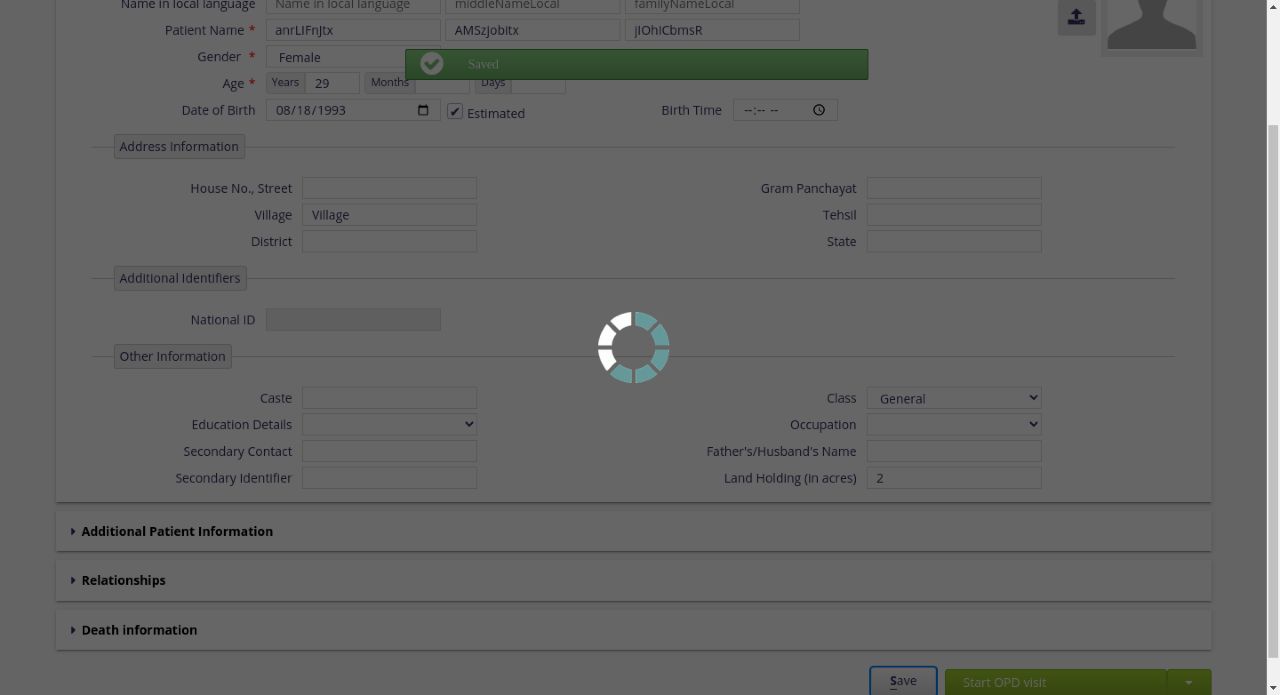 Name in local language Name in local language middleNameLocal familyNameLocal
Patient Name * anrLIFnJtx AMSzJobitx jIOhiCbmsR
Gender * Female
Saved
Age * Years 29 Months Days
Date of Birth 08/18/1993 Estimated Birth Time --:-- --
Address Information
House No., Street Gram Panchayat
Village Village Tehsil
District State
Additional Identifiers
National ID
Other Information
Caste Class General
Education Details Occupation
Secondary Contact Father's/Husband's Name
Secondary Identifier Land Holding (in acres) 2
Additional Patient Information
Relationships
Death information
Save Start OPD visit